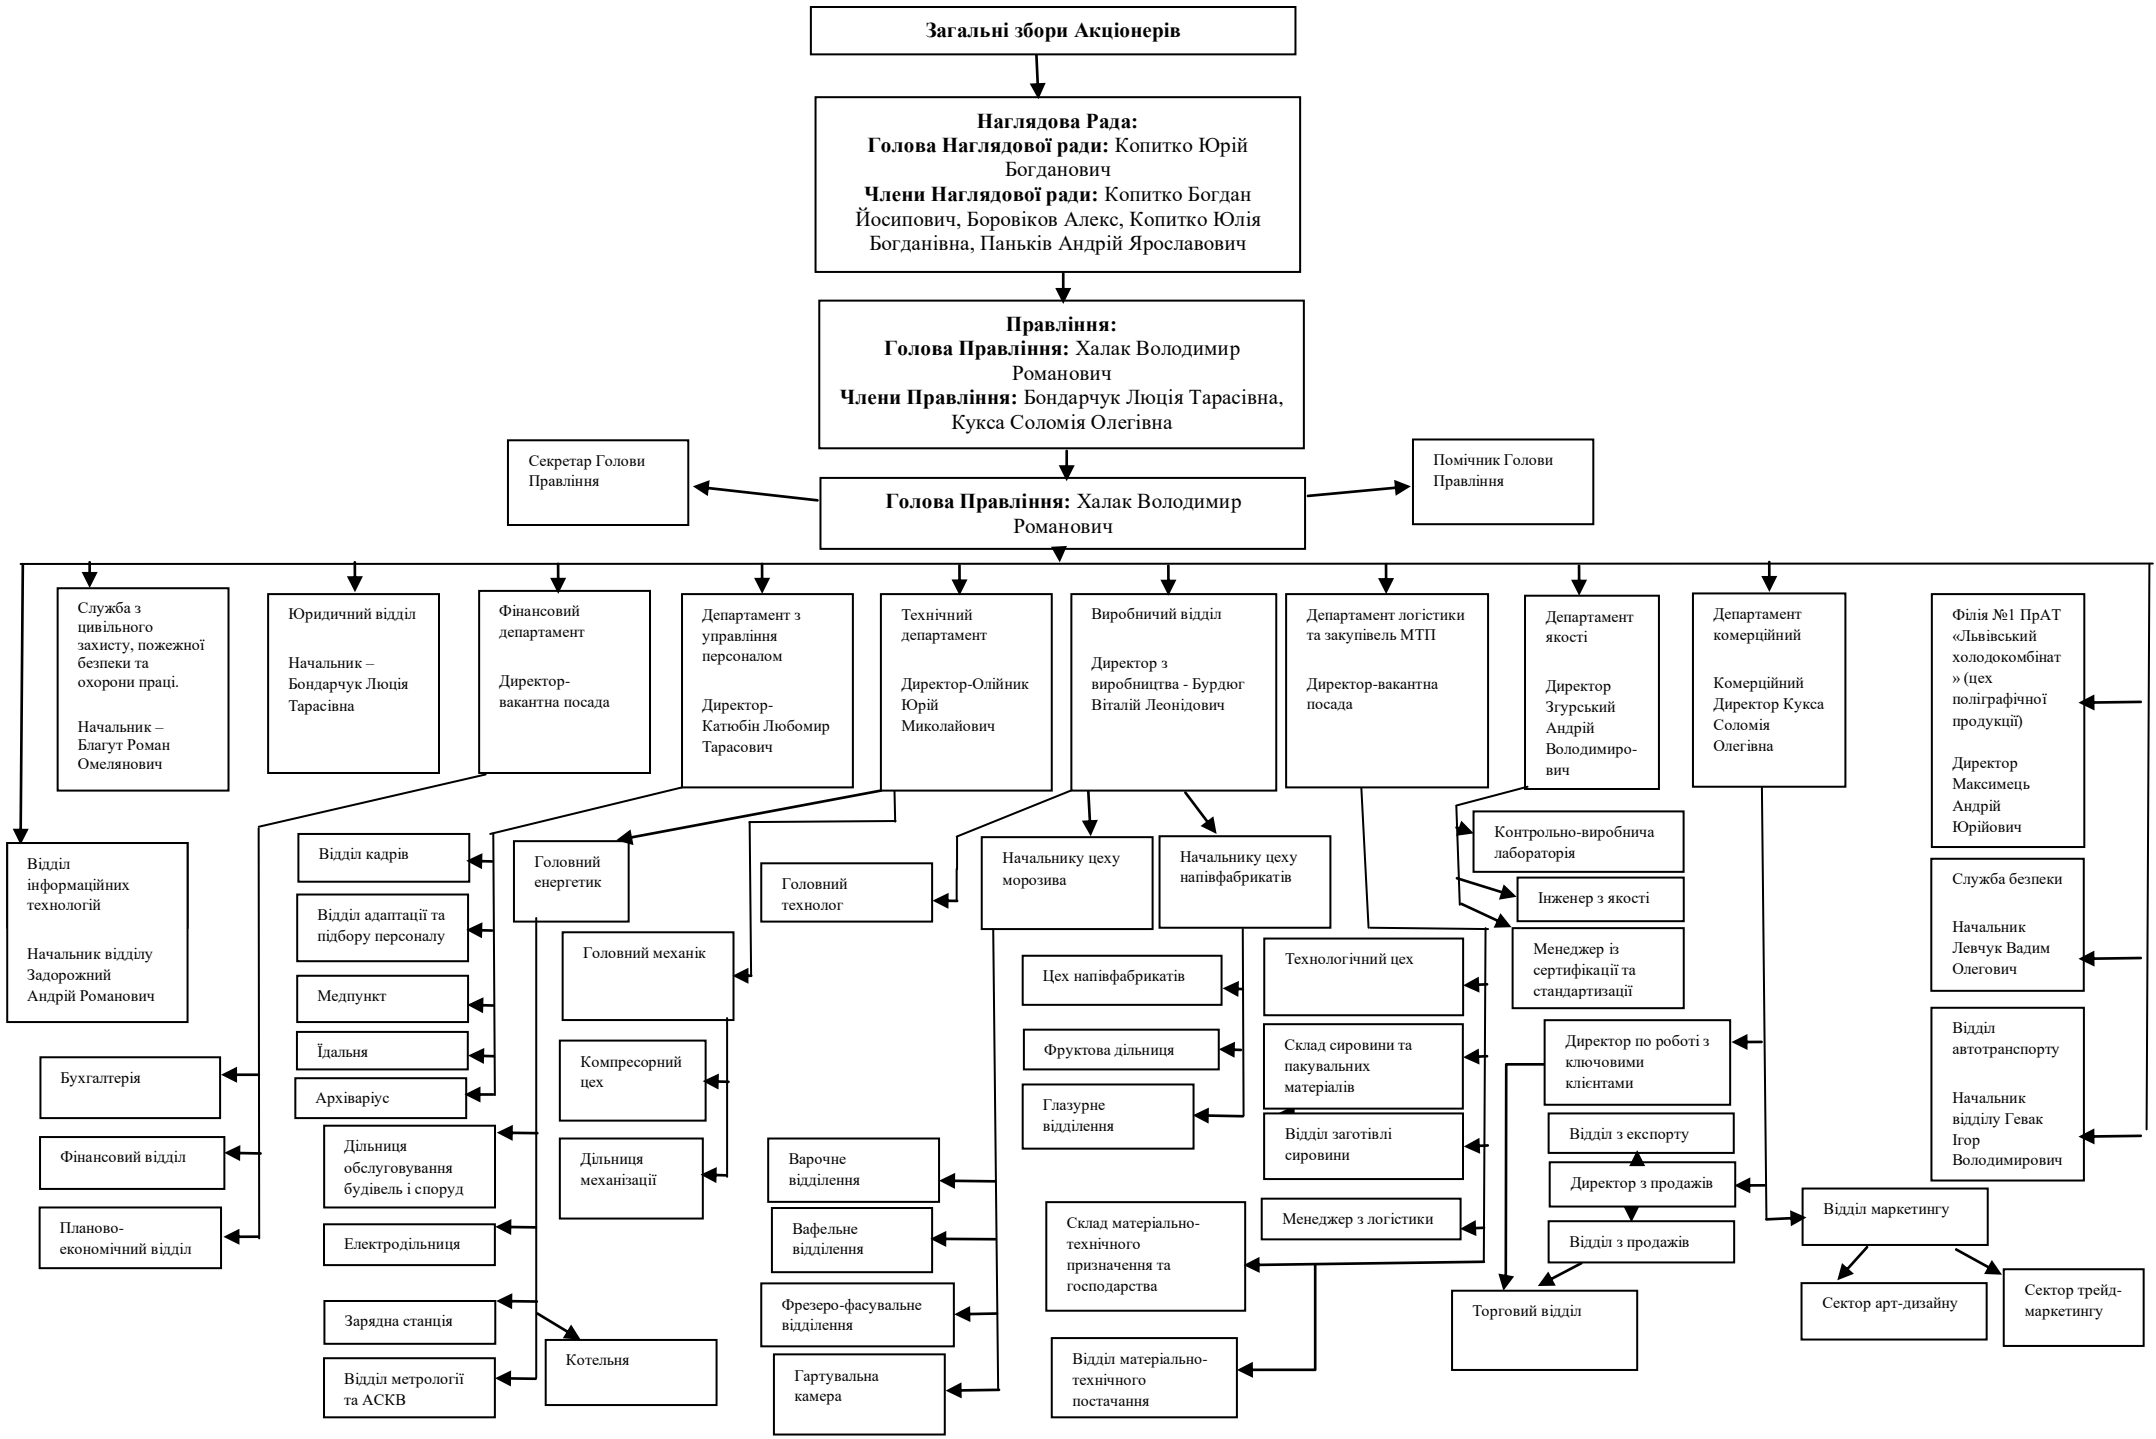 Загальні збори Акціонерів
Наглядова Рада:
Голова Наглядової ради: Копитко Юрій
Богданович
Члени Наглядової ради: Копитко Богдан
Йосипович, Боровіков Алекс, Копитко Юлія
Богданівна, Паньків Андрій Ярославович
Правління:
Голова Правління: Халак Володимир
Романович
Члени Правління: Бондарчук Люція Тарасівна,
Кукса Соломія Олегівна
Секретар Голови
Правління
Помічник Голови
Правління
Голова Правління: Халак Володимир
Романович
Служба з
цивільного
захисту, пожежної
безпеки та
охорони праці.
Начальник –
Благут Роман
Омелянович
Юридичний відділ
Начальник –
Бондарчук Люція
Тарасівна
Фінансовий
департамент
Директор-
вакантна посада
Департамент з
управління
персоналом
Директор-
Катюбін Любомир
Тарасович
Технічний
департамент
Директор-Олійник
Юрій
Миколайович
Виробничий відділ
Директор з
виробництва - Бурдюг
Віталій Леонідович
Департамент логістики
та закупівель МТП
Директор-вакантна
посада
Департамент
якості
Директор
Згурський
Андрій
Володимиро-
вич
Департамент
комерційний
Комерційний
Директор Кукса
Соломія
Олегівна
Філія №1 ПрАТ
«Львівський
холодокомбінат
» (цех
поліграфічної
продукції)
Директор
Максимець
Андрій
Юрійович
Відділ
інформаційних
технологій
Начальник відділу
Задорожний
Андрій Романович
Відділ кадрів
Відділ адаптації та
підбору персоналу
Медпункт
Їдальня
Архіваріус
Головний
енергетик
Головний механік
Головний
технолог
Начальнику цеху
морозива
Начальнику цеху
напівфабрикатів
Контрольно-виробнича
лабораторія
Інженер з якості
Менеджер із
сертифікації та
стандартизації
Служба безпеки
Начальник
Левчук Вадим
Олегович
Відділ
автотранспорту
Начальник
відділу Гевак
Ігор
Володимирович
Бухгалтерія
Фінансовий відділ
Планово-
економічний відділ
Дільниця
обслуговування
будівель і споруд
Електродільниця
Зарядна станція
Відділ метрології
та АСКВ
Котельня
Компресорний
цех
Дільниця
механізації
Варочне
відділення
Вафельне
відділення
Фрезеро-фасувальне
відділення
Гартувальна
камера
Цех напівфабрикатів
Фруктова дільниця
Глазурне
відділення
Технологічний цех
Склад сировини та
пакувальних
матеріалів
Відділ заготівлі
сировини
Менеджер з логістики
Склад матеріально-
технічного
призначення та
господарства
Відділ матеріально-
технічного
постачання
Директор по роботі з
ключовими
клієнтами
Відділ з експорту
Директор з продажів
Відділ з продажів
Торговий відділ
Відділ маркетингу
Сектор арт-дизайну
Сектор трейд-
маркетингу